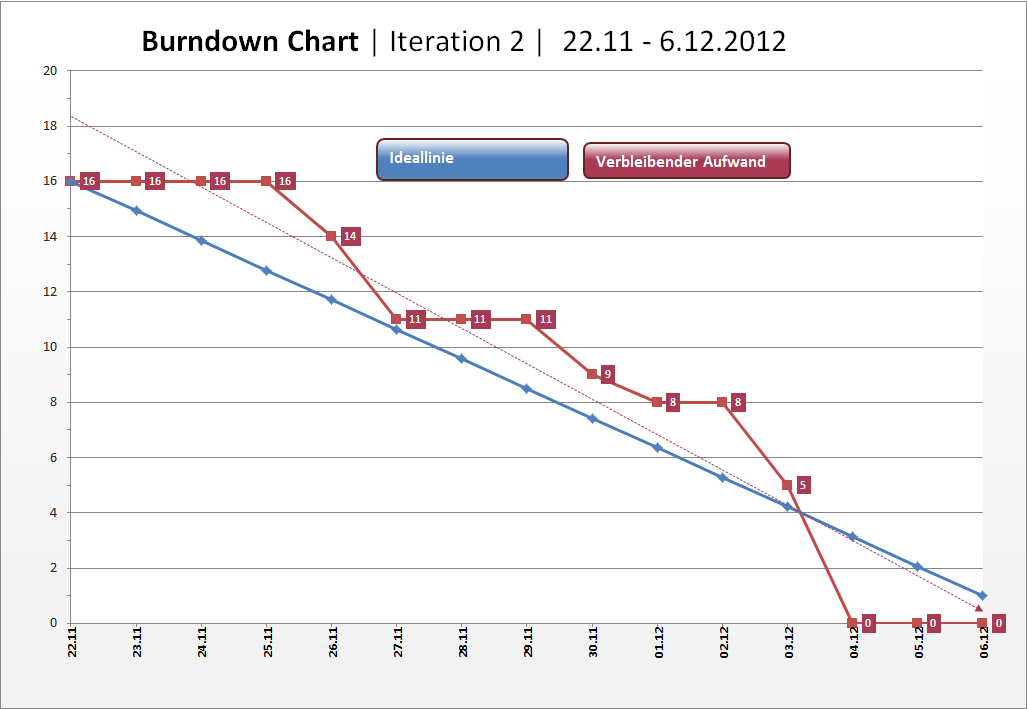 Burndown Chart | Iteration 2 | 22.11 - 6.12.2012
20
18
16
14
12
10
8
6
4
2
0
Ideallinie
Verbleibender Aufwand
16 16 16 16 14 11 11 11 9 8 8 5 0 0 0
22.11 23.11 24.11 25.11 26.11 27.11 28.11 29.11 30.11 01.12 02.12 03.12 04.12 05.12 06.12